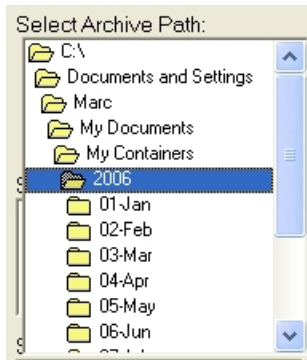 Select Archive Path:
C:\
Documents and Settings
Marc
My Documents
My Containers
2006
01-Jan
02-Feb
03-Mar
04-Apr
05-May
06-Jun